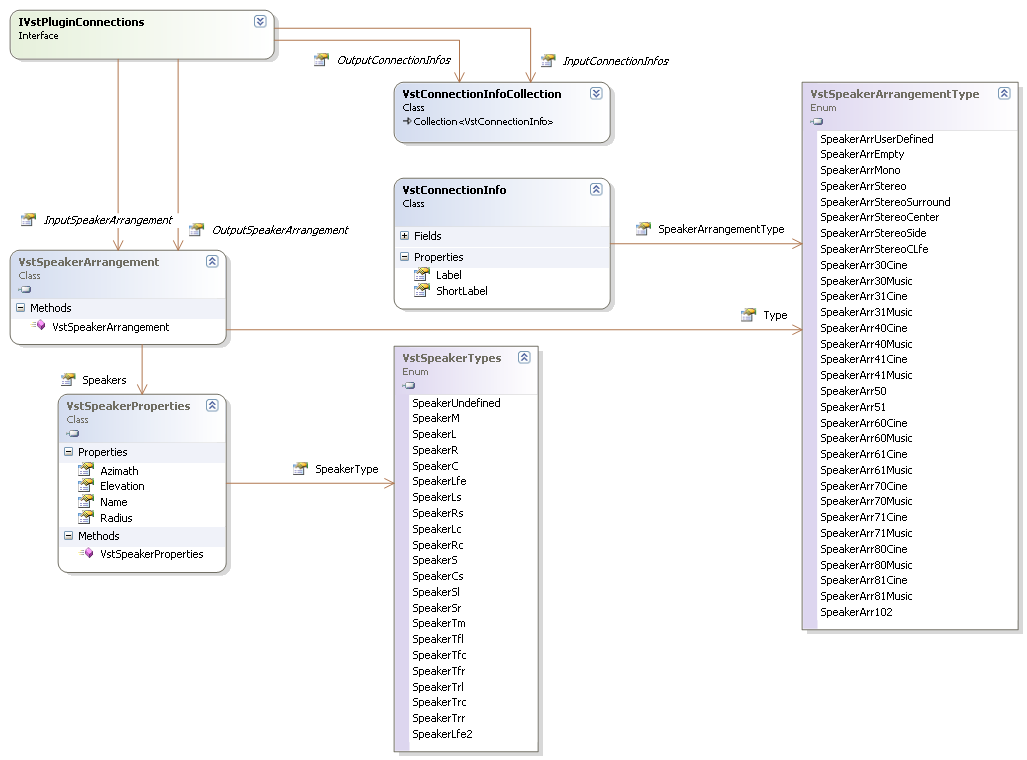 IVstPluginConnections
Interface
OutputConnectionInfos
InputConnectionInfos
VstConnectionInfoCollection
Class
Collection<VstConnectionInfo>
VstConnectionInfo
Class
Fields
Properties
Label
ShortLabel
SpeakerArrangementType
InputSpeakerArrangement
OutputSpeakerArrangement
VstSpeakerArrangement
Class
Methods
VstSpeakerArrangement
Type
Speakers
VstSpeakerProperties
Class
Properties
Azimath
Elevation
Name
Radius
Methods
VstSpeakerProperties
SpeakerType
VstSpeakerTypes
Enum
SpeakerUndefined
SpeakerM
SpeakerL
SpeakerR
SpeakerC
SpeakerLfe
SpeakerLs
SpeakerRs
SpeakerLc
SpeakerRc
SpeakerS
SpeakerCs
SpeakerSl
SpeakerSr
SpeakerTm
SpeakerTfl
SpeakerTfc
SpeakerTfr
SpeakerTrl
SpeakerTrc
SpeakerTrr
SpeakerLfe2
VstSpeakerArrangementType
Enum
SpeakerArrUserDefined
SpeakerArrEmpty
SpeakerArrMono
SpeakerArrStereo
SpeakerArrStereoSurround
SpeakerArrStereoCenter
SpeakerArrStereoSide
SpeakerArrStereoCLfe
SpeakerArr30Cine
SpeakerArr30Music
SpeakerArr31Cine
SpeakerArr31Music
SpeakerArr40Cine
SpeakerArr40Music
SpeakerArr41Cine
SpeakerArr41Music
SpeakerArr50
SpeakerArr51
SpeakerArr60Cine
SpeakerArr60Music
SpeakerArr61Cine
SpeakerArr61Music
SpeakerArr70Cine
SpeakerArr70Music
SpeakerArr71Cine
SpeakerArr71Music
SpeakerArr80Cine
SpeakerArr80Music
SpeakerArr81Cine
SpeakerArr81Music
SpeakerArr102